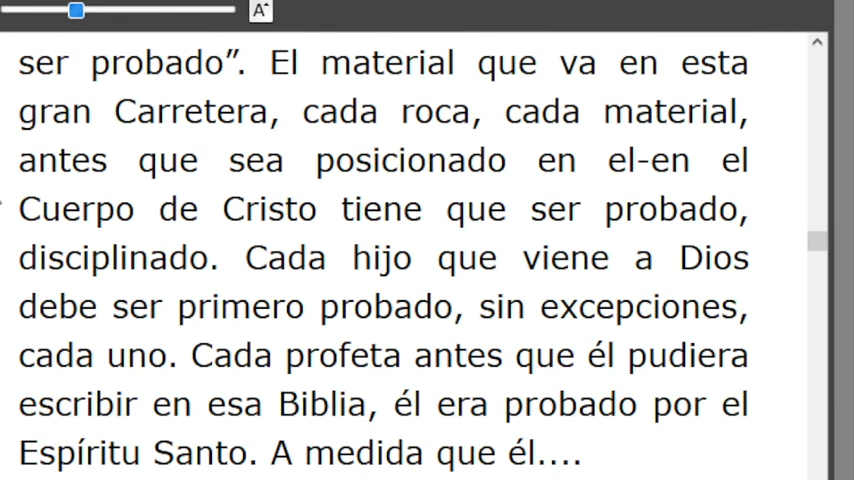 A
ser probado”. El material que va en esta
gran Carretera, cada roca, cada material,
antes que sea posicionado en el-en el
Cuerpo de Cristo tiene que ser probado,
disciplinado. Cada hijo que viene a Dios
debe ser primero probado, sin excepciones,
cada uno. Cada profeta antes que él pudiera
escribir en esa Biblia, él era probado por el
Espíritu Santo. A medida que él....